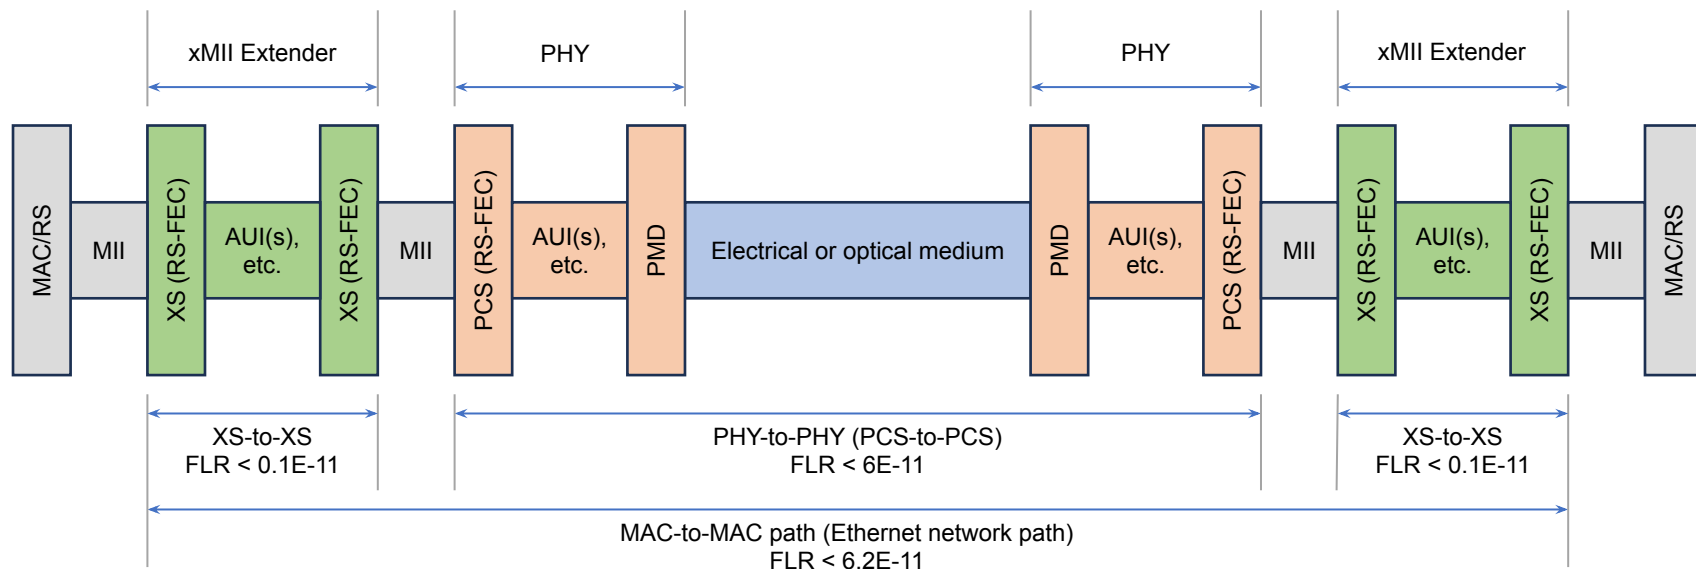 xMII Extender
PHY
PHY
xMII Extender
MAC/RS
MII
XS (RS-FEC)
AUI(s),
etc.
XS (RS-FEC)
MII
PCS (RS-FEC)
AUI(s),
etc.
PMD
Electrical or optical medium
PMD
AUI(s),
etc.
PCS (RS-FEC)
MII
XS (RS-FEC)
AUI(s),
etc.
XS (RS-FEC)
MII
MAC/RS
XS-to-XS
FLR < 0.1E-11
PHY-to-PHY (PCS-to-PCS)
FLR < 6E-11
XS-to-XS
FLR < 0.1E-11
MAC-to-MAC path (Ethernet network path)
FLR < 6.2E-11